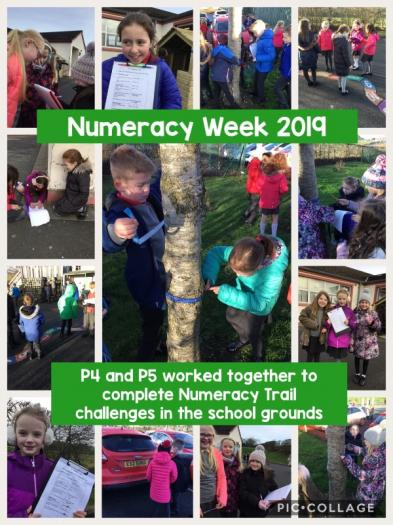 Numeracy Week 2019
P4 and P5 worked together to
complete Numeracy Trail
challenges in the school grounds
PIC•COLLAGE